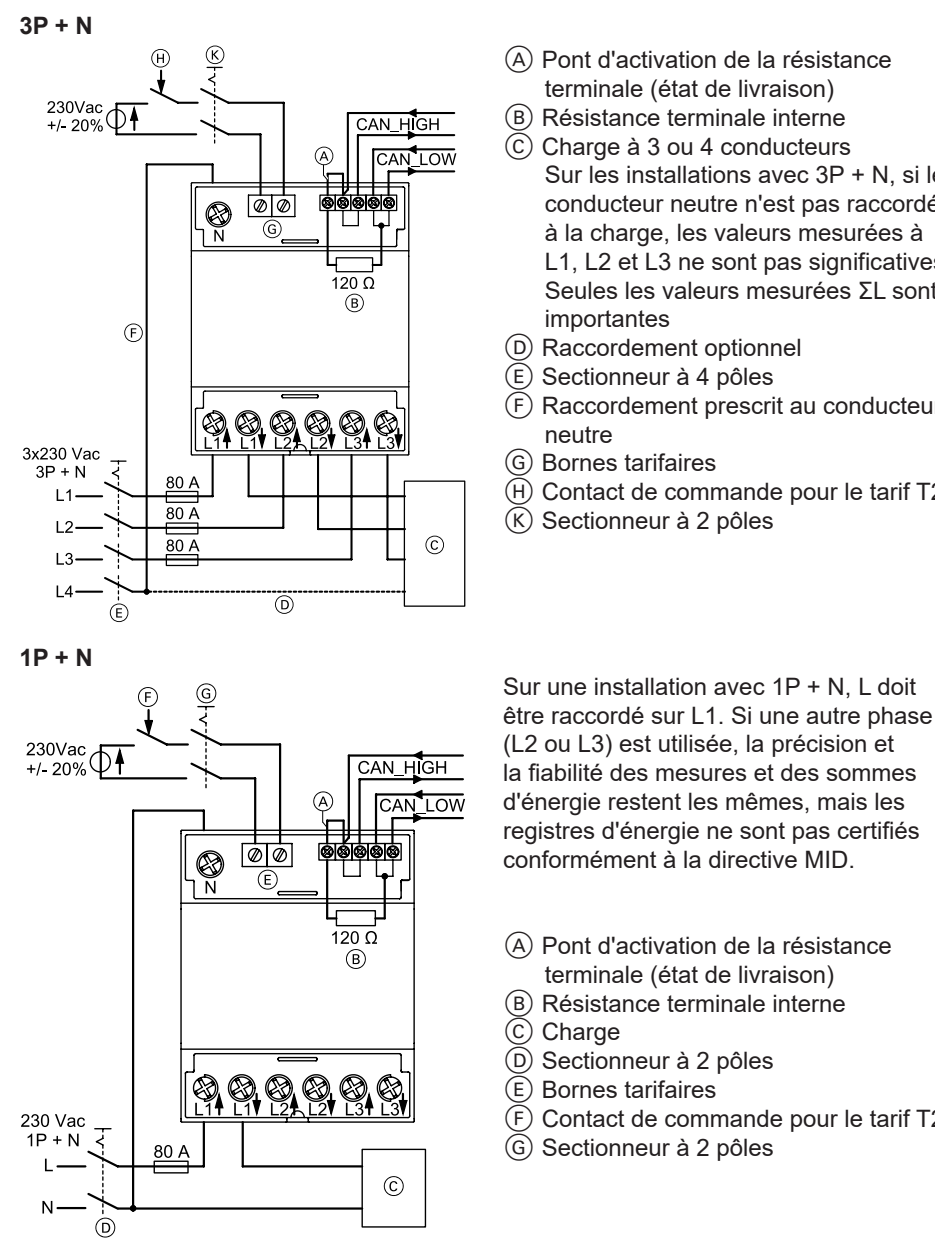 3P + N
H
K
230Vac
+/- 20%
CAN_HIGH
A
CAN_LOW
N
G
120 Ω
B
F
L1 L1 L2 L2 L3 L3
3x230 Vac
3P + N
L1
80 A
L2
80 A
L3
80 A
C
L4
D
E
A Pont d'activation de la résistance
terminale (état de livraison)
B Résistance terminale interne
C Charge à 3 ou 4 conducteurs
Sur les installations avec 3P + N, si le
conducteur neutre n'est pas raccordé
à la charge, les valeurs mesurées à
L1, L2 et L3 ne sont pas significatives
Seules les valeurs mesurées ΣL sont
importantes
D Raccordement optionnel
E Sectionneur à 4 pôles
F Raccordement prescrit au conducteur
neutre
G Bornes tarifaires
H Contact de commande pour le tarif T2
K Sectionneur à 2 pôles
1P + N
F
G
230Vac
+/- 20%
CAN_HIGH
A
CAN_LOW
N
E
120 Ω
B
L1 L1 L2 L2 L3 L3
230 Vac
1P + N
L
80 A
C
N
D
Sur une installation avec 1P + N, L doit
être raccordé sur L1. Si une autre phase
(L2 ou L3) est utilisée, la précision et
la fiabilité des mesures et des sommes
d'énergie restent les mêmes, mais les
registres d'énergie ne sont pas certifiés
conformément à la directive MID.
A Pont d'activation de la résistance
terminale (état de livraison)
B Résistance terminale interne
C Charge
D Sectionneur à 2 pôles
E Bornes tarifaires
F Contact de commande pour le tarif T2
G Sectionneur à 2 pôles